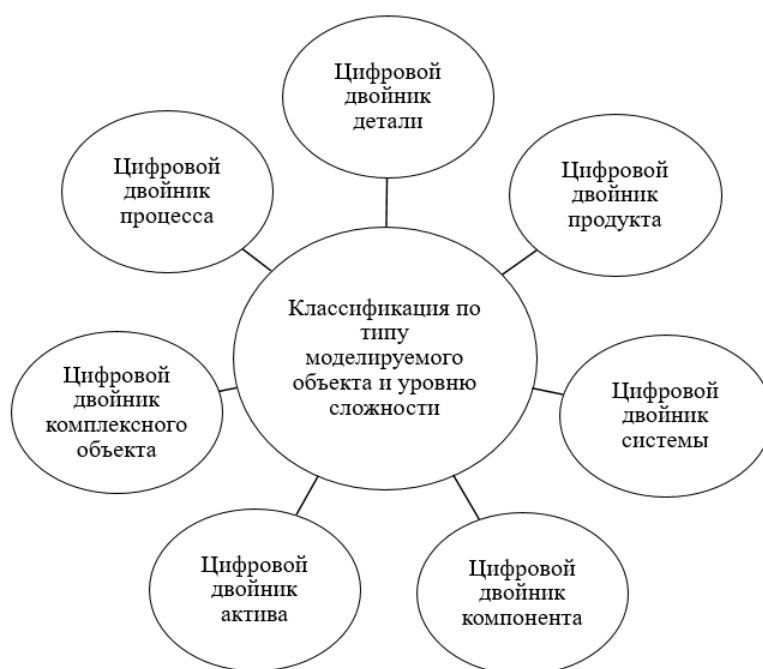 Цифровой
двойник
детали
Цифровой
двойник
процесса
Цифровой
двойник
продукта
Классификация по
типу
моделируемого
объекта и уровню
сложности
Цифровой
двойник
комплексного
объекта
Цифровой
двойник
системы
Цифровой
двойник
актива
Цифровой
двойник
компонента